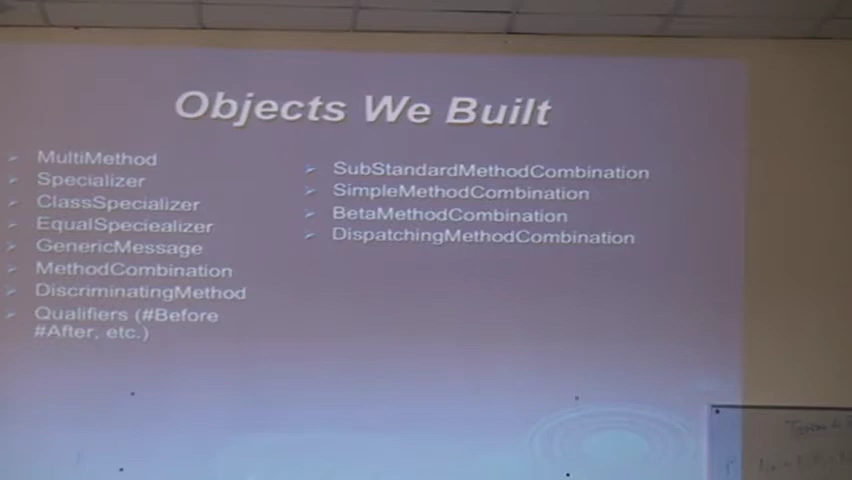 Objects We Built
MultiMethod
Specializer
ClassSpecializer
EqualSpeciealizer
GenericMessage
MethodCombination
DiscriminatingMethod
Qualifiers (#Before
#After, etc.)
SubStandardMethodCombination
SimpleMethodCombination
BetaMethodCombination
DispatchingMethodCombination